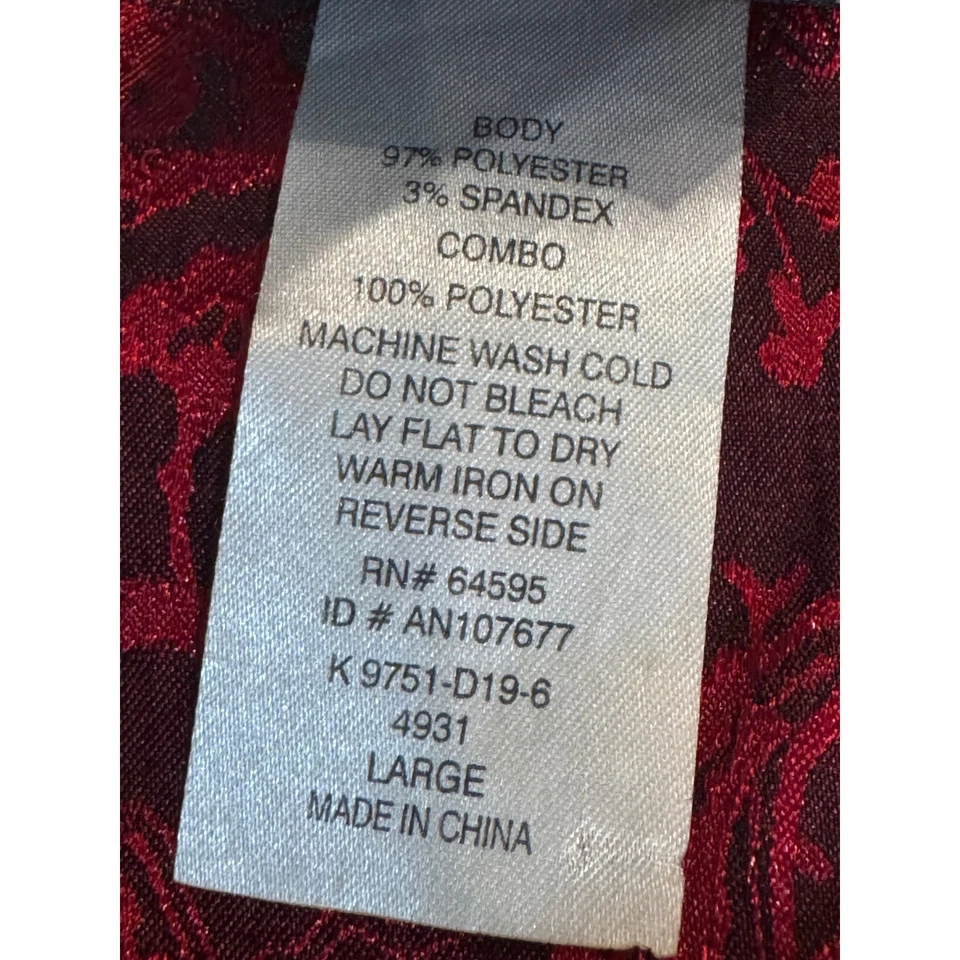 BODY
97% POLYESTER
3% SPANDEX
COMBO
100% POLYESTER
MACHINE WASH COLD
DO NOT BLEACH
LAY FLAT TO DRY
WARM IRON ON
REVERSE SIDE
RN# 64595
ID # AN107677
K 9751-D19-6
4931
LARGE
MADE IN CHINA